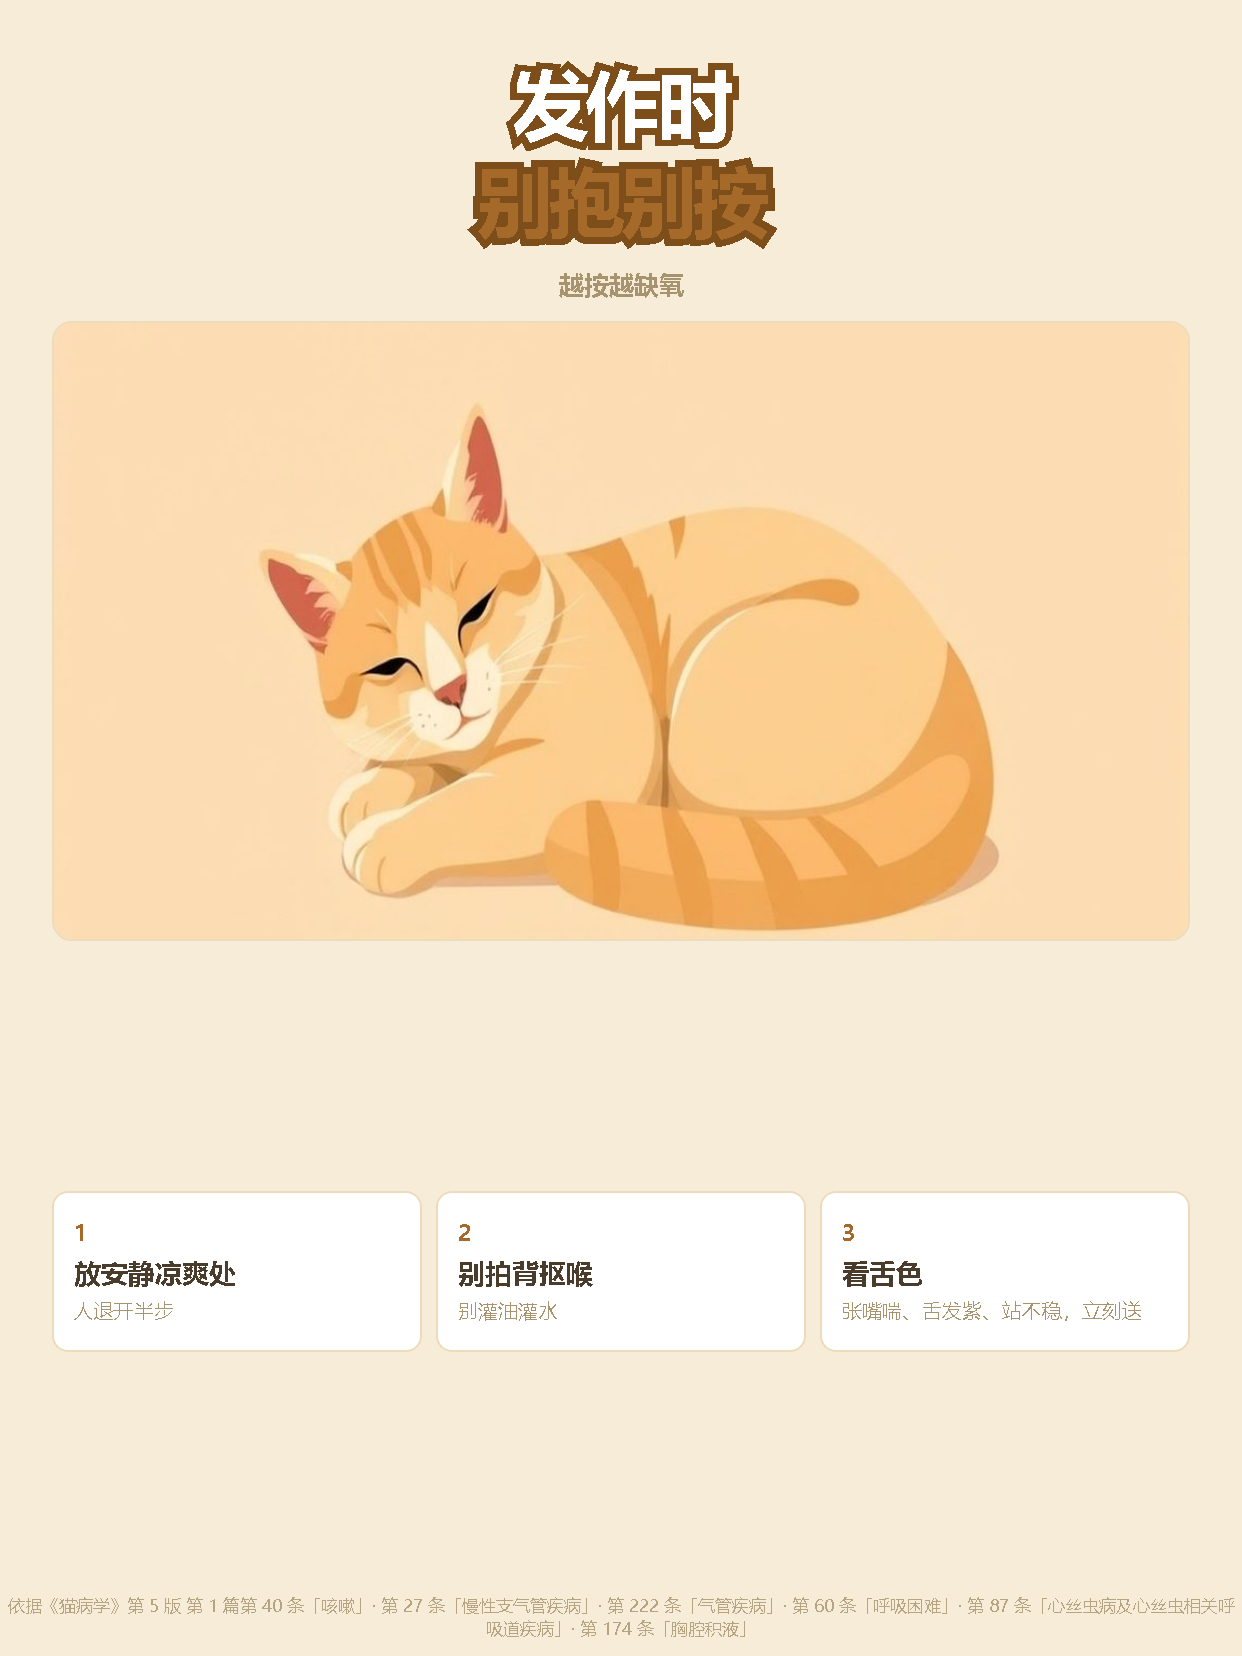 发作时
别抱别按
越按越缺氧
1
放安静凉爽处
人退开半步
2
别拍背抠喉
别灌油灌水
3
看舌色
张嘴喘、舌发紫、站不稳，立刻送
依据《猫病学》第 5 版 第 1 篇第 40 条「咳嗽」· 第 27 条「慢性支气管疾病」· 第 222 条「气管疾病」· 第 60 条「呼吸困难」· 第 87 条「心丝虫病及心丝虫相关呼
吸道疾病」· 第 174 条「胸腔积液」